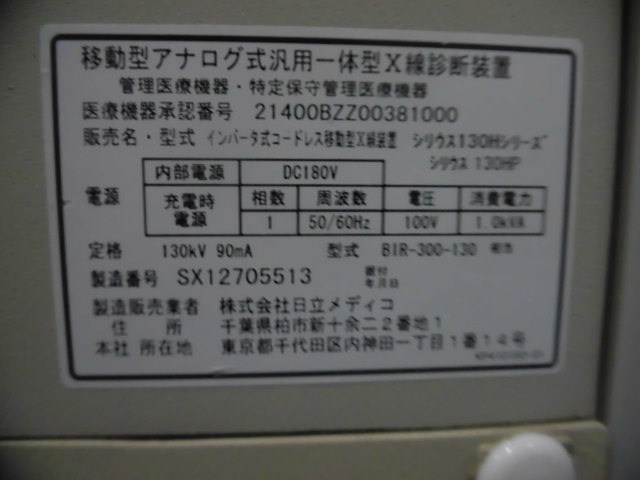 移動型アナログ式汎用一体型X線診断装置
管理医療機器・特定保守管理医療機器
医療機器承認番号 21400BZZ00381000
販売名・型式 インバータ式コードレス移動型X線装置 シリウス130Hシリーズ
シリウス 130HP
電源 内部電源 DC180V
充電時電源 相数 周波数 電圧 消費電力
1 50/60Hz 100V 1.0kVA
定格 130kV 90mA 型式 BIR-300-130 相当
製造番号 SX12705513 据付年月日
製造販売業者 株式会社日立メディコ
住所 千葉県柏市新十余二2番地1
本社 所在地 東京都千代田区内神田一丁目1番14号